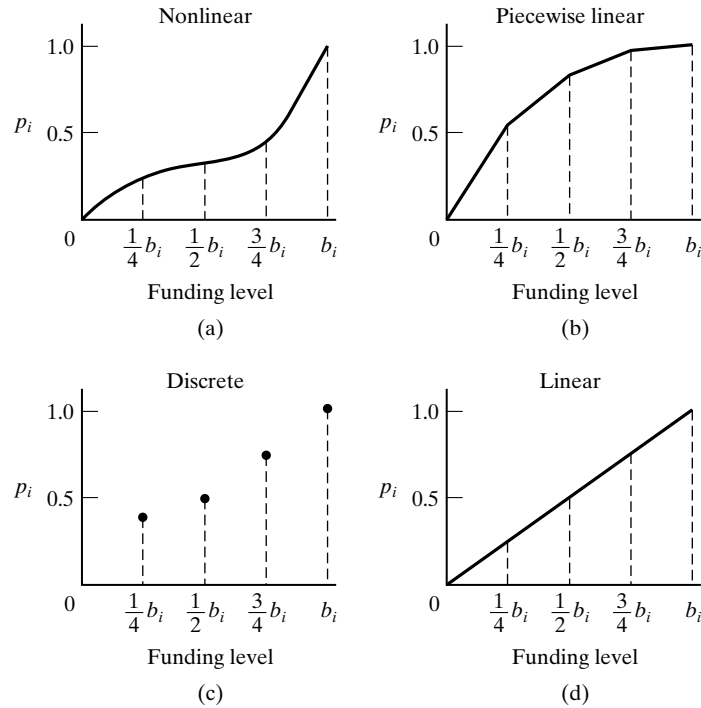 Nonlinear
1.0
p_i
0.5
0
1/4 b_i 1/2 b_i 3/4 b_i b_i
Funding level
(a)
Piecewise linear
1.0
p_i
0.5
0
1/4 b_i 1/2 b_i 3/4 b_i b_i
Funding level
(b)
Discrete
1.0
p_i
0.5
0
1/4 b_i 1/2 b_i 3/4 b_i b_i
Funding level
(c)
Linear
1.0
p_i
0.5
0
1/4 b_i 1/2 b_i 3/4 b_i b_i
Funding level
(d)